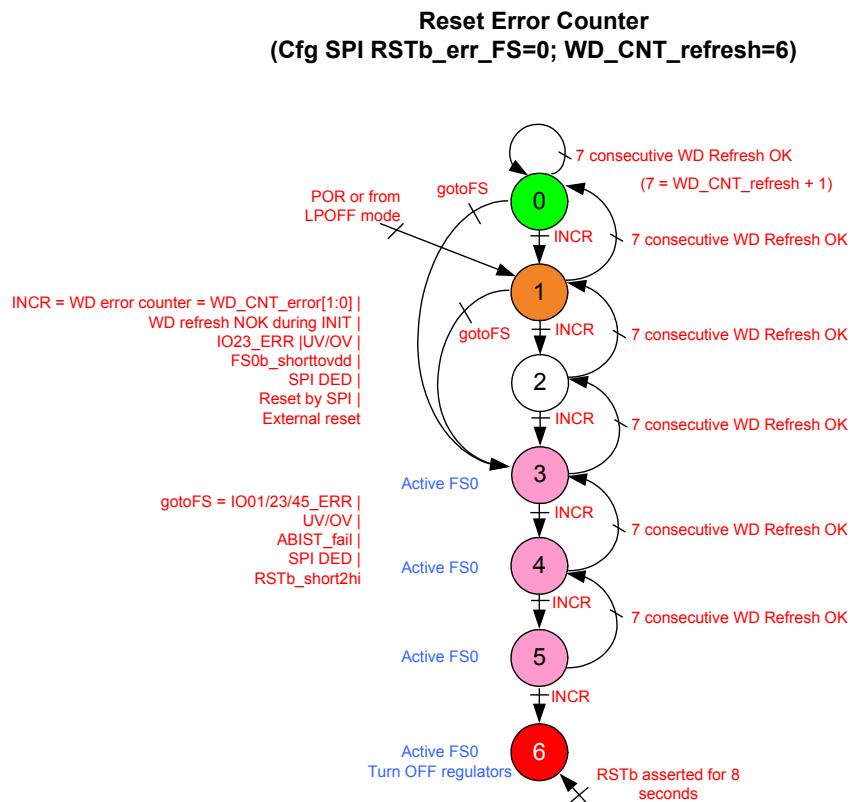 Reset Error Counter
(Cfg SPI RSTb_err_FS=0; WD_CNT_refresh=6)
7 consecutive WD Refresh OK
(7 = WD_CNT_refresh + 1)
gotoFS
POR or from
LPOFF mode
0
INCR
7 consecutive WD Refresh OK
1
INCR = WD error counter = WD_CNT_error[1:0] |
WD refresh NOK during INIT |
IO23_ERR |UV/OV |
FS0b_shorttovdd |
SPI DED |
Reset by SPI |
External reset
gotoFS
INCR
7 consecutive WD Refresh OK
2
INCR
7 consecutive WD Refresh OK
3
Active FS0
gotoFS = IO01/23/45_ERR |
UV/OV |
ABIST_fail |
SPI DED |
RSTb_short2hi
INCR
7 consecutive WD Refresh OK
4
Active FS0
INCR
7 consecutive WD Refresh OK
5
Active FS0
INCR
6
Active FS0
Turn OFF regulators
RSTb asserted for 8
seconds